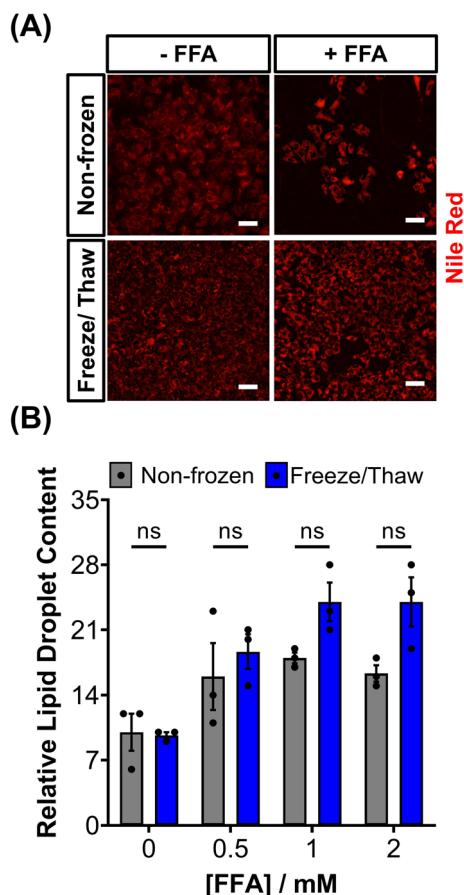 (A)
- FFA
+ FFA
Non-frozen
Freeze/ Thaw
Nile Red
(B)
Non-frozen
Freeze/Thaw
Relative Lipid Droplet Content
35
28
21
14
7
0
ns
ns
ns
ns
0
0.5
1
2
[FFA] / mM